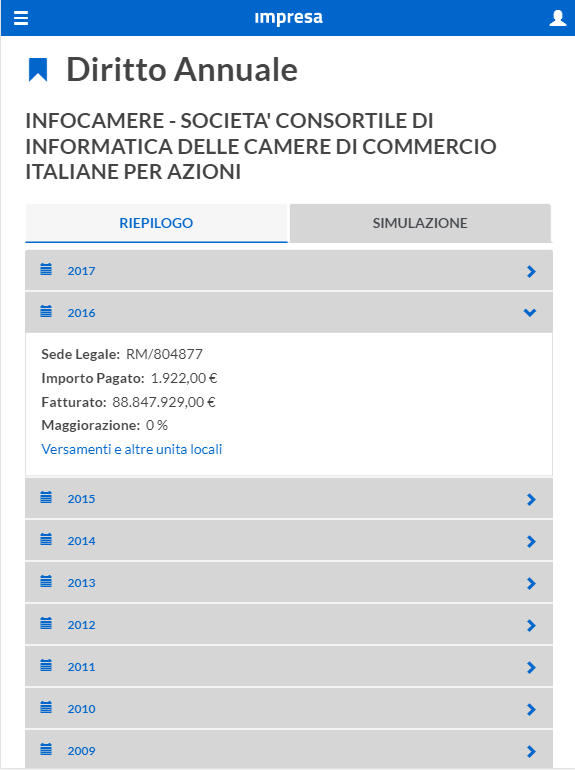 ımpresa
Diritto Annuale
INFOCAMERE - SOCIETA' CONSORTILE DI
INFORMATICA DELLE CAMERE DI COMMERCIO
ITALIANE PER AZIONI
RIEPILOGO
SIMULAZIONE
2017
2016
Sede Legale: RM/804877
Importo Pagato: 1.922,00 €
Fatturato: 88.847.929,00 €
Maggiorazione: 0 %
Versamenti e altre unita locali
2015
2014
2013
2012
2011
2010
2009